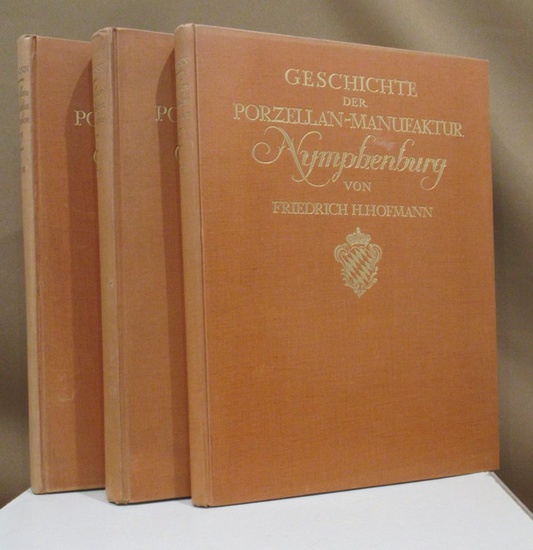 GESCHICHTE
DER
PORZELLAN-MANUFAKTUR
Nymphenburg
VON
FRIEDRICH H. HOFMANN